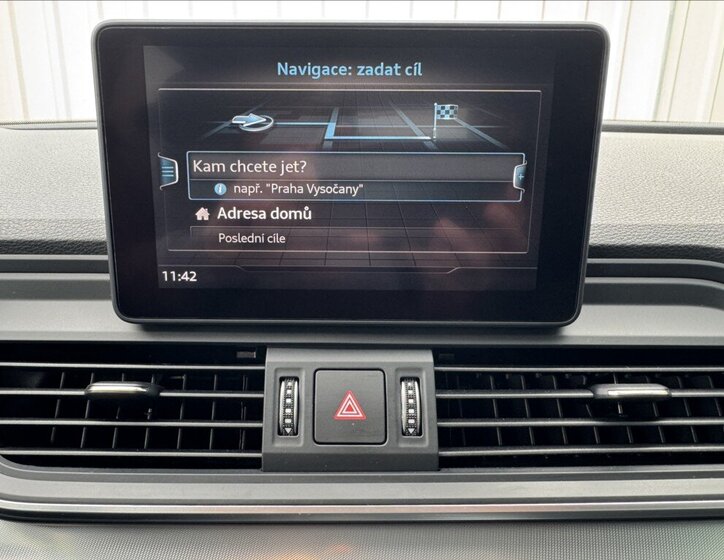 Navigace: zadat cíl
Kam chcete jet?
např. "Praha Vysočany"
Adresa domů
Poslední cíle
11:42